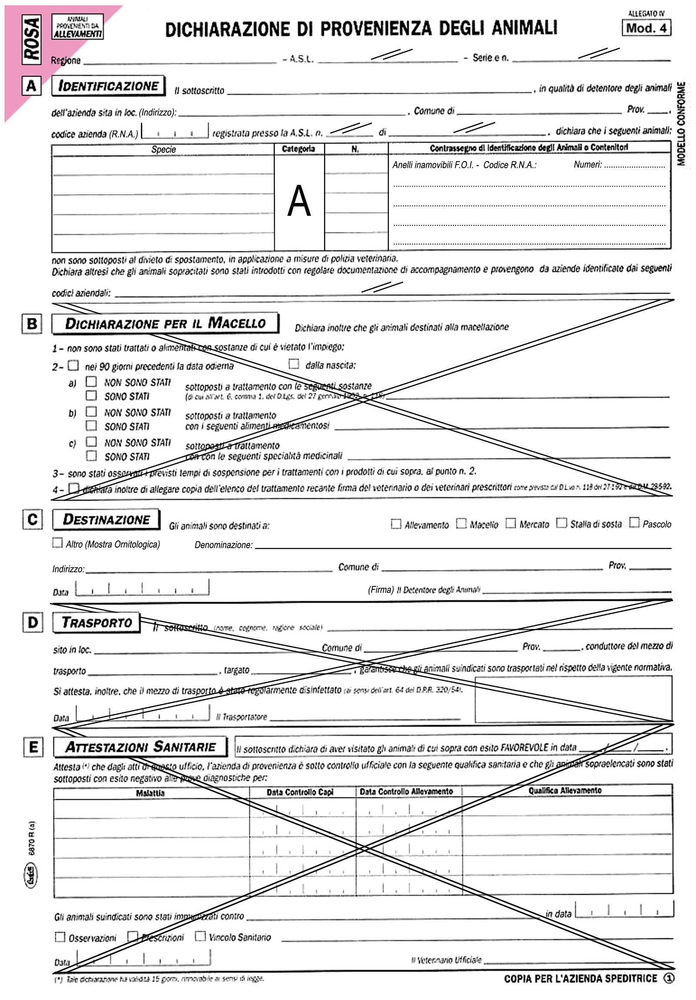 ROSA
ANIMALI
PROVENIENTI DA
ALLEVAMENTI
DICHIARAZIONE DI PROVENIENZA DEGLI ANIMALI
ALLEGATO IV
Mod. 4
Regione – A.S.L. – Serie e n.
A IDENTIFICAZIONE Il sottoscritto , in qualità di detentore degli animali
dell'azienda sita in loc. (Indirizzo): , Comune di Prov. ,
codice azienda (R.N.A.) registrata presso la A.S.L. n. di , dichiara che i seguenti animali:
MODELLO CONFORME
Specie Categoria N. Contrassegno di Identificazione degli Animali o Contenitori
Anelli inamovibili F.O.I. - Codice R.N.A.: Numeri: ...........................
A
non sono sottoposti al divieto di spostamento, in applicazione a misure di polizia veterinaria.
Dichiara altresì che gli animali sopracitati sono stati introdotti con regolare documentazione di accompagnamento e provengono da aziende identificate dai seguenti
codici aziendali:
B DICHIARAZIONE PER IL MACELLO Dichiara inoltre che gli animali destinati alla macellazione
1 – non sono stati trattati o alimentati con sostanze di cui è vietato l'impiego;
2 – nei 90 giorni precedenti la data odierna dalla nascita:
a) NON SONO STATI sottoposti a trattamento con le seguenti sostanze
SONO STATI (di cui all'art. 6, comma 1, del D.Lgs. del 27 gennaio 1992, n. 118)
b) NON SONO STATI sottoposti a trattamento
SONO STATI con i seguenti alimenti medicamentosi
c) NON SONO STATI sottoposti a trattamento
SONO STATI con con le seguenti specialità medicinali
3 – sono stati osservati i previsti tempi di sospensione per i trattamenti con i prodotti di cui sopra, al punto n. 2.
4 – dichiara inoltre di allegare copia dell'elenco del trattamento recante firma del veterinario o dei veterinari prescrittori come previsto dal D.L.vo n. 118 del 27-1-92 e dal D.M. 28-5-92.
C DESTINAZIONE Gli animali sono destinati a: Allevamento Macello Mercato Stalla di sosta Pascolo
Altro (Mostra Ornitologica) Denominazione:
Indirizzo: Comune di Prov.
Data (Firma) Il Detentore degli Animali
D TRASPORTO Il sottoscritto (nome, cognome, ragione sociale)
sito in loc. Comune di Prov. , conduttore del mezzo di
trasporto , targato , garantisce che gli animali suindicati sono trasportati nel rispetto della vigente normativa.
Si attesta, inoltre, che il mezzo di trasporto è stato regolarmente disinfettato (ai sensi dell'art. 64 del D.P.R. 320/54).
Data Il Trasportatore
E ATTESTAZIONI SANITARIE Il sottoscritto dichiara di aver visitato gli animali di cui sopra con esito FAVOREVOLE in data / / .
Attesta (*) che dagli atti di questo ufficio, l'azienda di provenienza è sotto controllo ufficiale con la seguente qualifica sanitaria e che gli animali sopraelencati sono stati
sottoposti con esito negativo alle prove diagnostiche per:
Malattia Data Controllo Capi Data Controllo Allevamento Qualifica Allevamento
6870 R (a)
Gli animali suindicati sono stati immunizzati contro in data
Osservazioni Prescrizioni Vincolo Sanitario
Data Il Veterinario Ufficiale
(*) Tale dichiarazione ha validità 15 giorni, rinnovabile ai sensi di legge.
COPIA PER L'AZIENDA SPEDITRICE 1